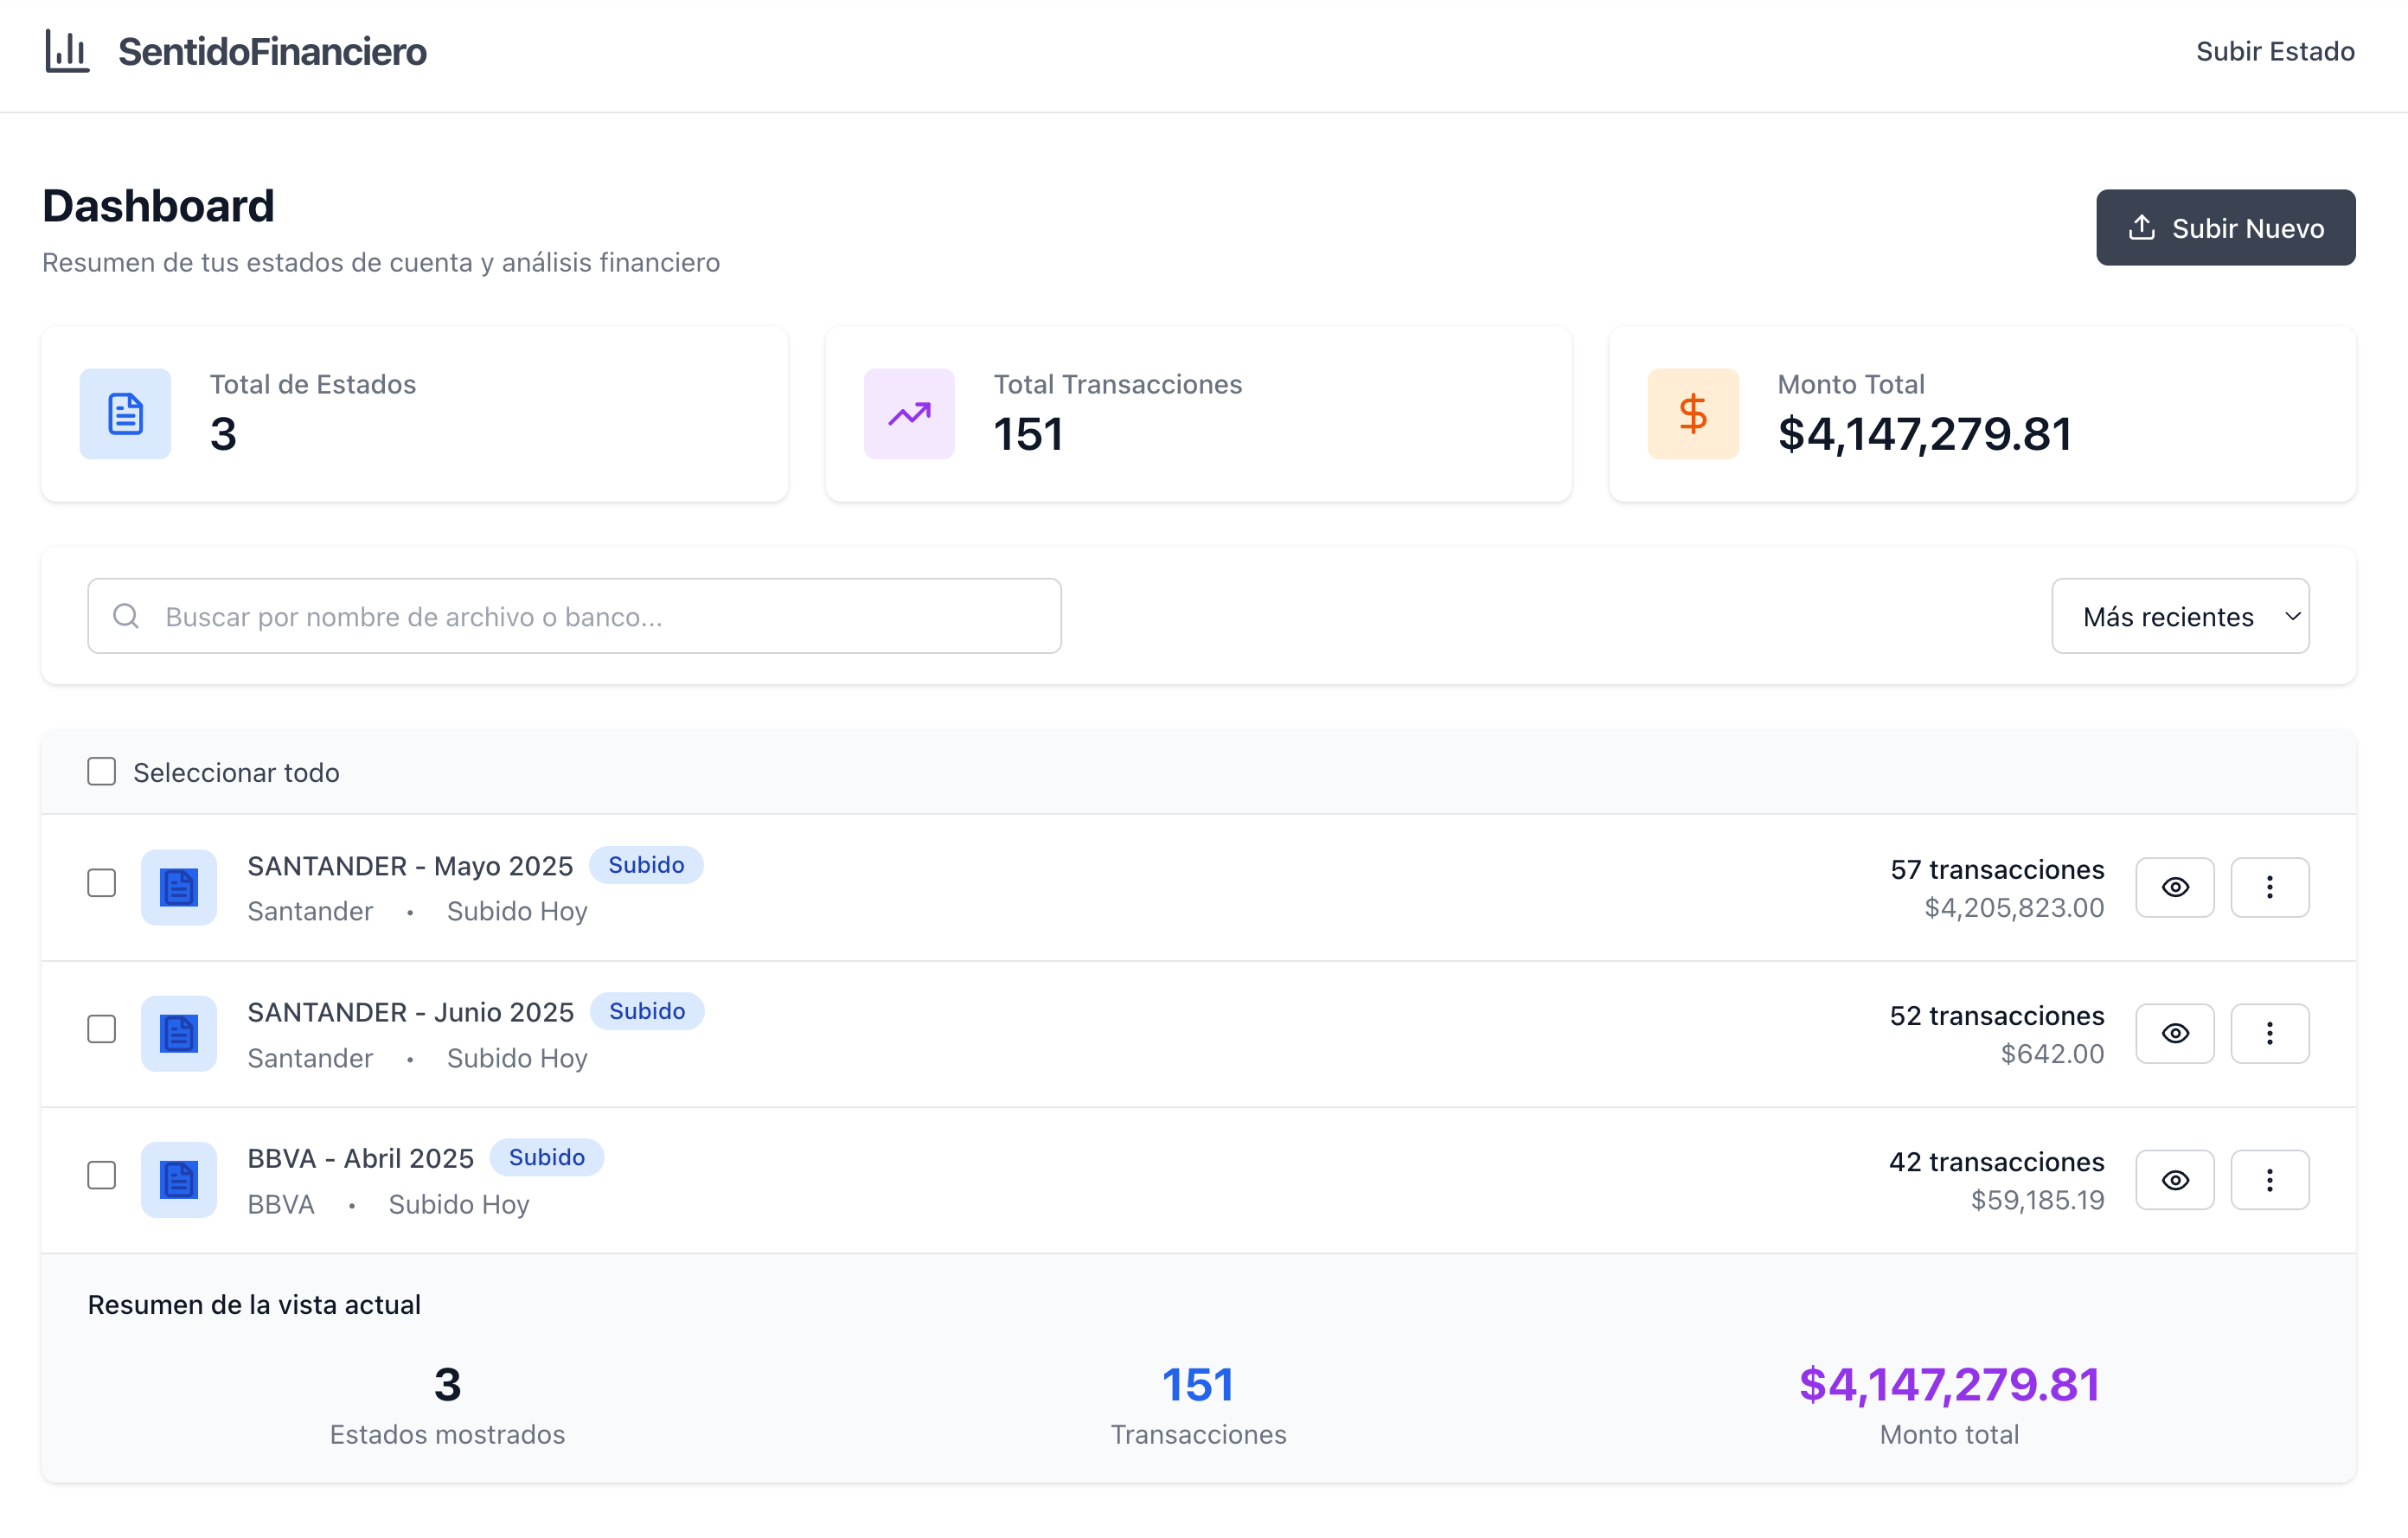 SentidoFinanciero
Subir Estado
Dashboard
Resumen de tus estados de cuenta y análisis financiero
Subir Nuevo
Total de Estados
3
Total Transacciones
151
Monto Total
$4,147,279.81
Buscar por nombre de archivo o banco...
Más recientes
Seleccionar todo
SANTANDER - Mayo 2025 Subido
Santander • Subido Hoy
57 transacciones
$4,205,823.00
SANTANDER - Junio 2025 Subido
Santander • Subido Hoy
52 transacciones
$642.00
BBVA - Abril 2025 Subido
BBVA • Subido Hoy
42 transacciones
$59,185.19
Resumen de la vista actual
3
Estados mostrados
151
Transacciones
$4,147,279.81
Monto total